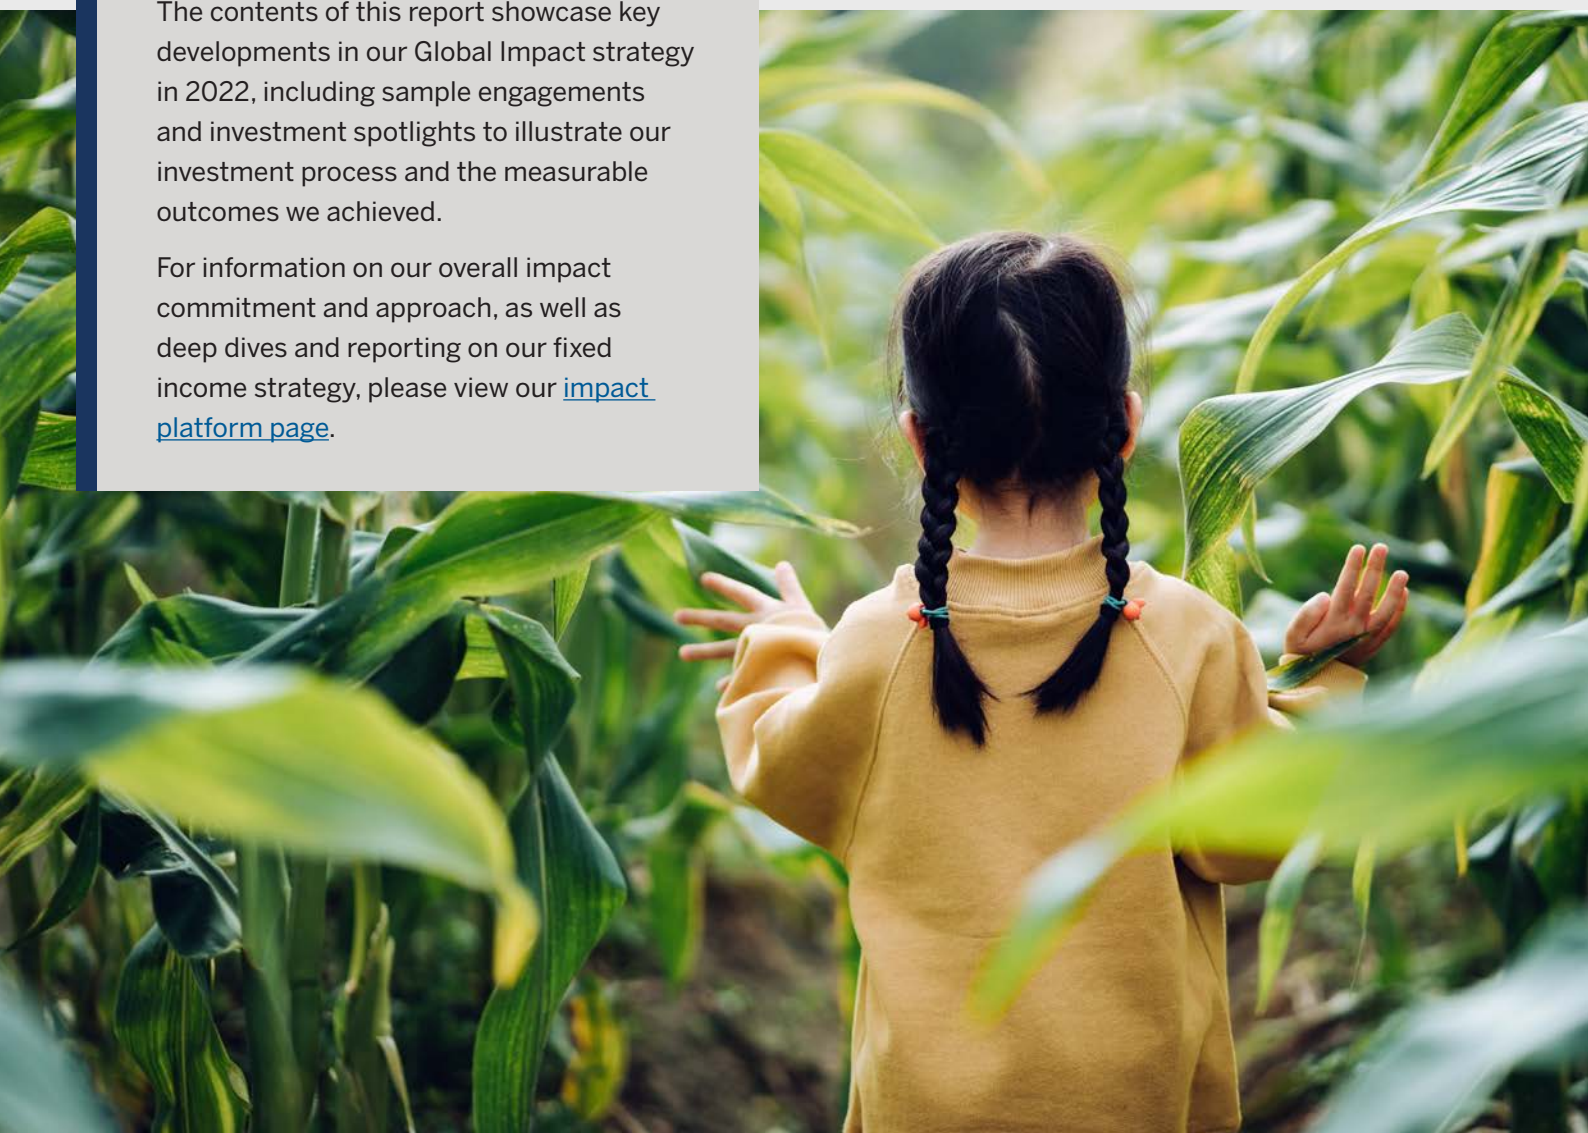 The contents of this report showcase key
developments in our Global Impact strategy
in 2022, including sample engagements
and investment spotlights to illustrate our
investment process and the measurable
outcomes we achieved.
For information on our overall impact
commitment and approach, as well as
deep dives and reporting on our fixed
income strategy, please view our impact
platform page.